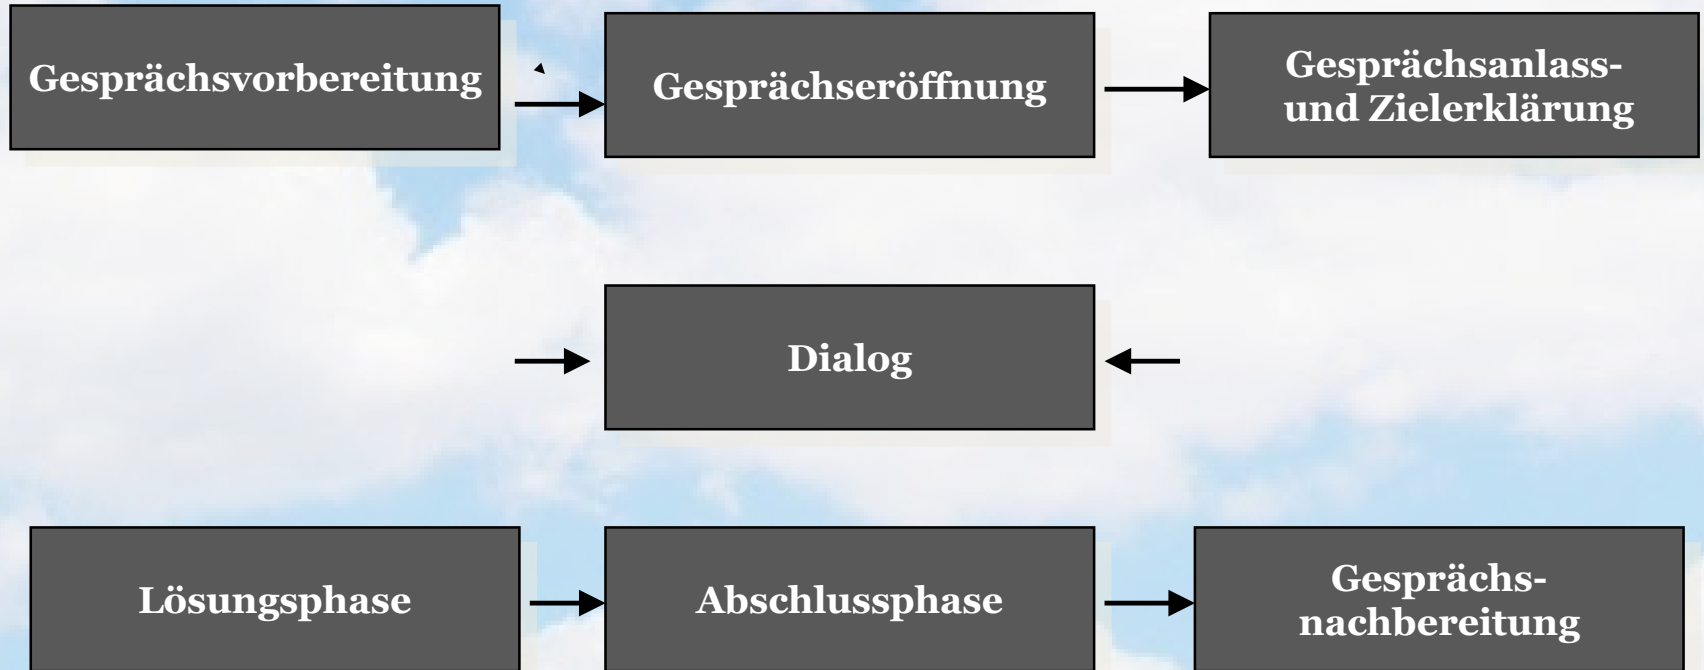 Gesprächsvorbereitung
Gesprächseröffnung
Gesprächsanlass-
und Zielerklärung
Dialog
Lösungsphase
Abschlussphase
Gesprächs-
nachbereitung